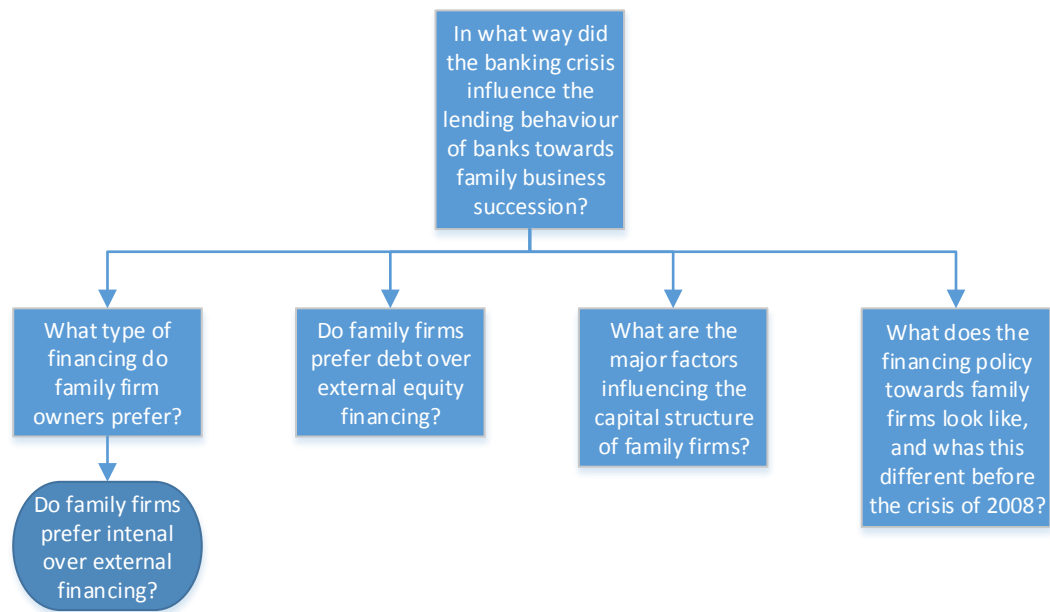 In what way did
the banking crisis
influence the
lending behaviour
of banks towards
family business
succession?
What type of
financing do
family firm
owners prefer?
Do family firms
prefer debt over
external equity
financing?
What are the
major factors
influencing the
capital structure
of family firms?
What does the
financing policy
towards family
firms look like,
and whas this
different before
the crisis of 2008?
Do family firms
prefer intenal
over external
financing?